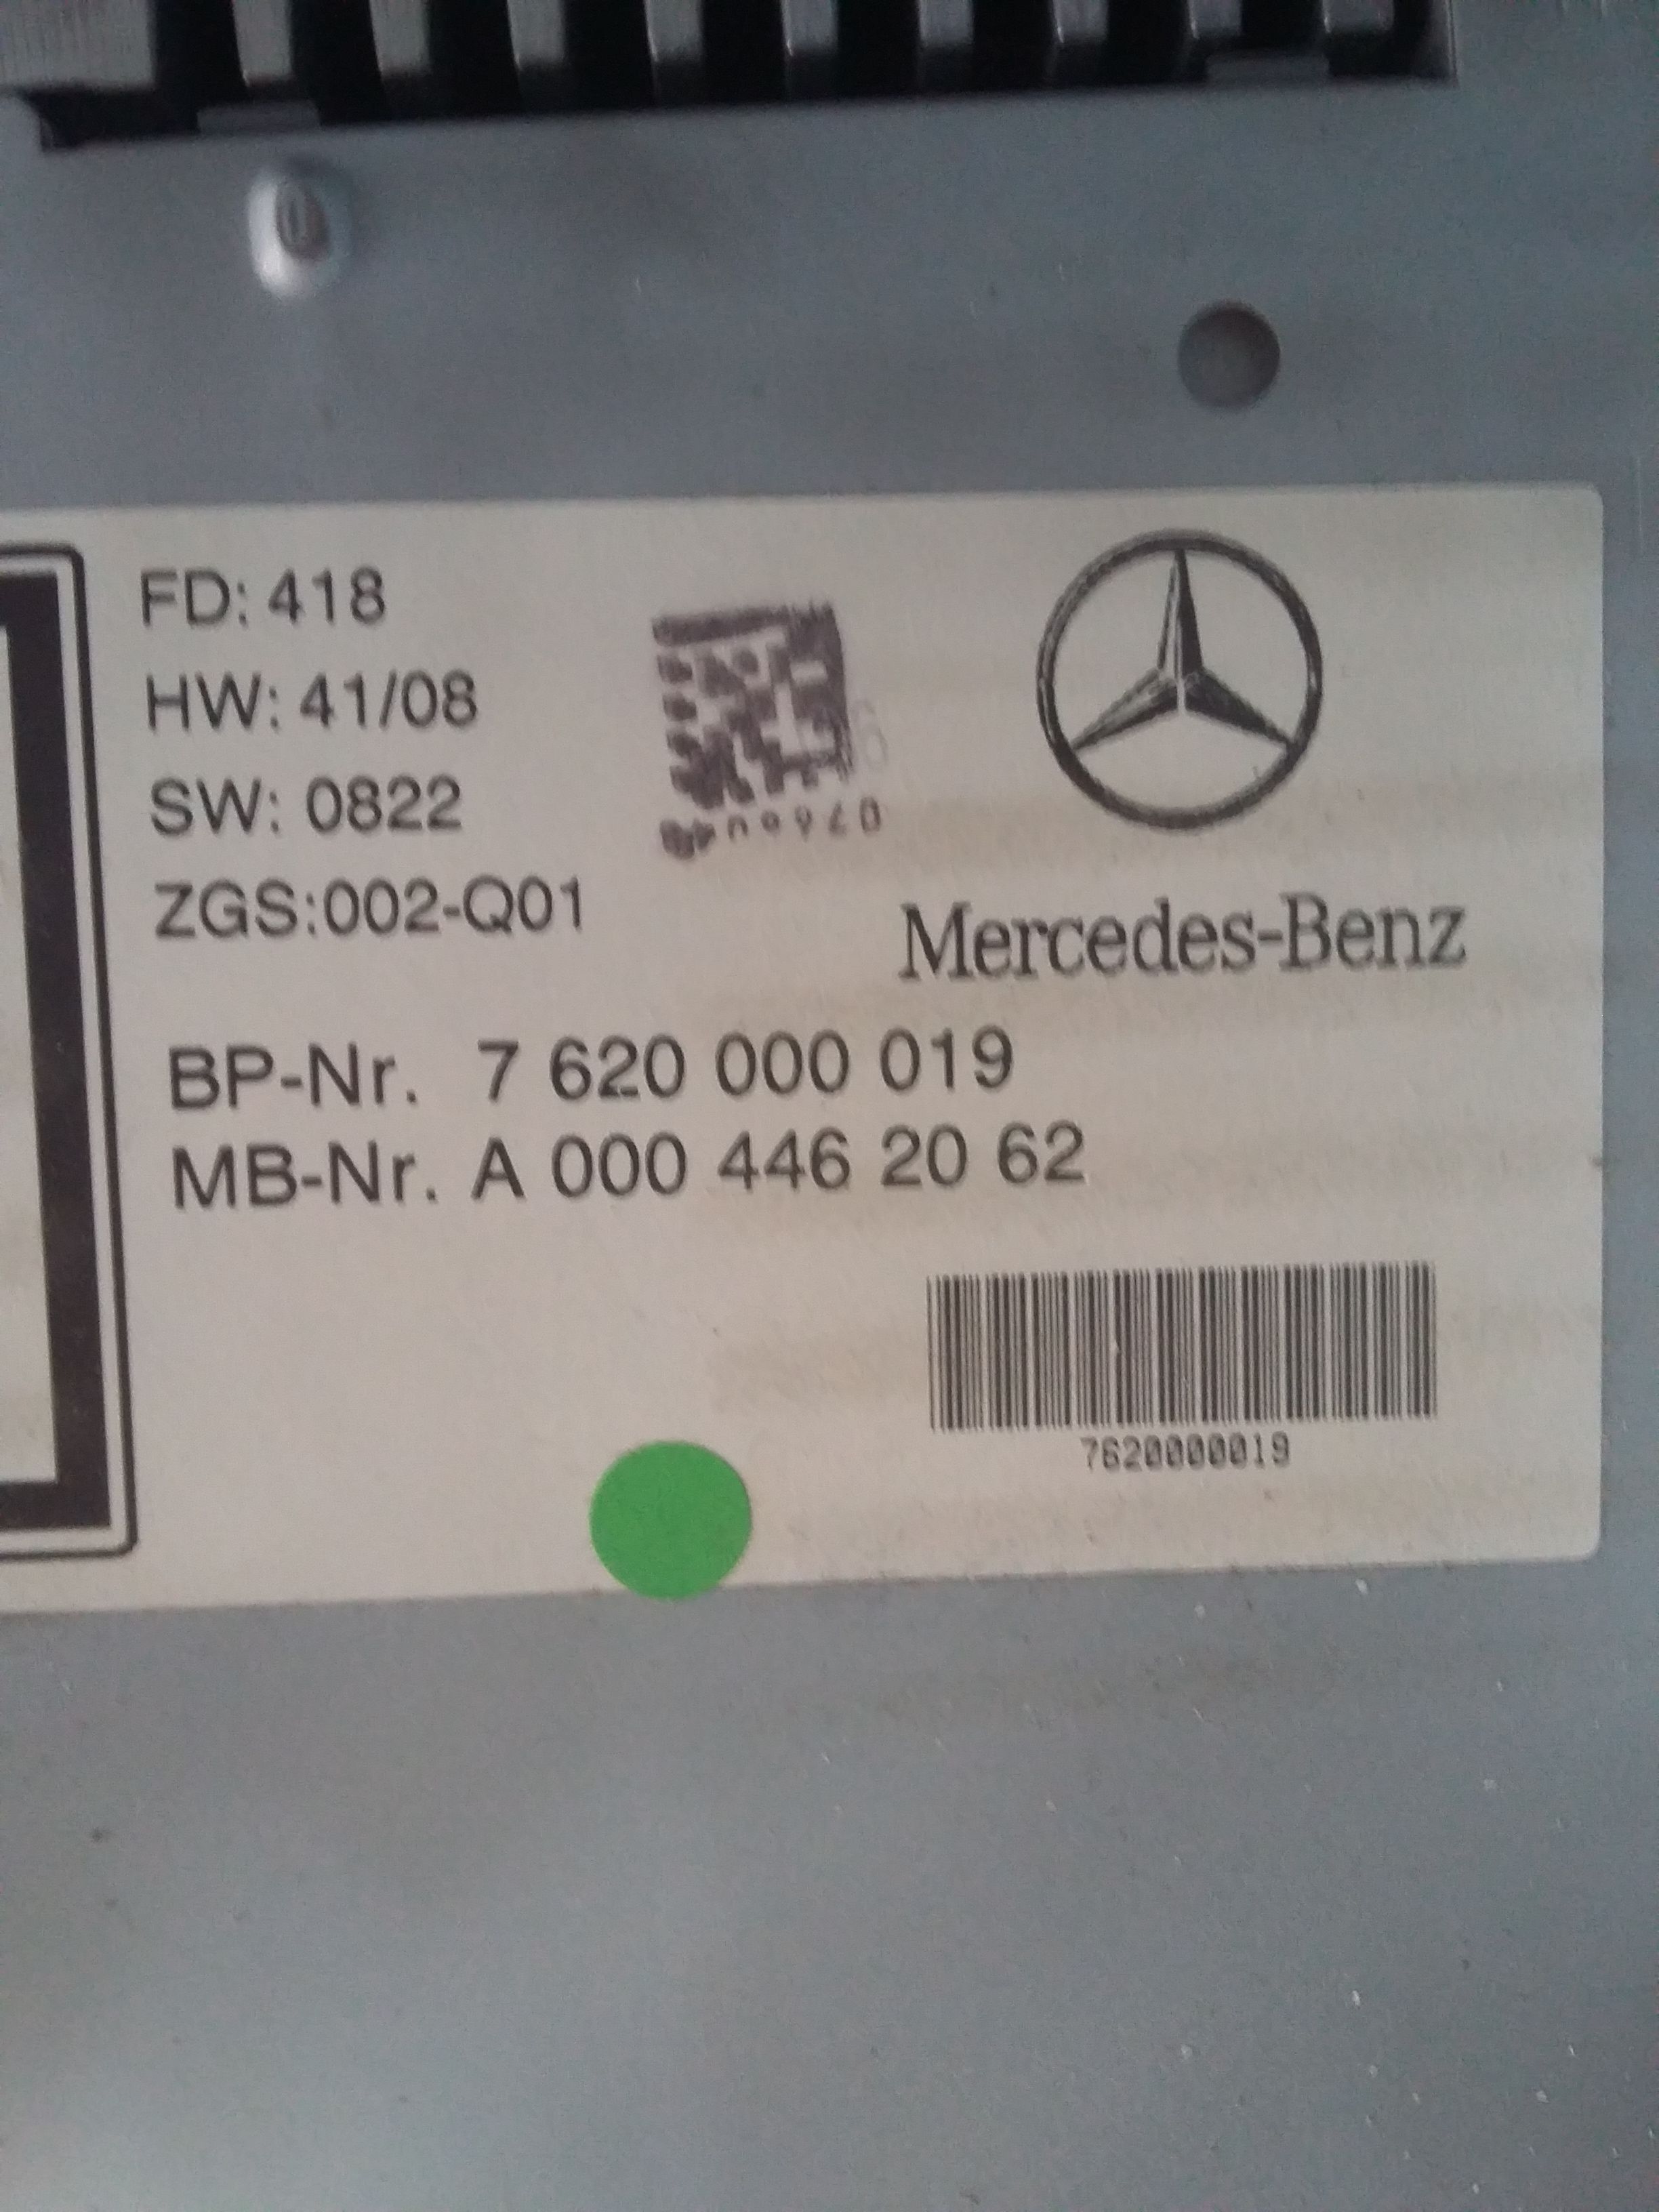 FD: 418
HW: 41/08
SW: 0822
ZGS:002-Q01
Mercedes-Benz
BP-Nr. 7 620 000 019
MB-Nr. A 000 446 20 62
7620000019